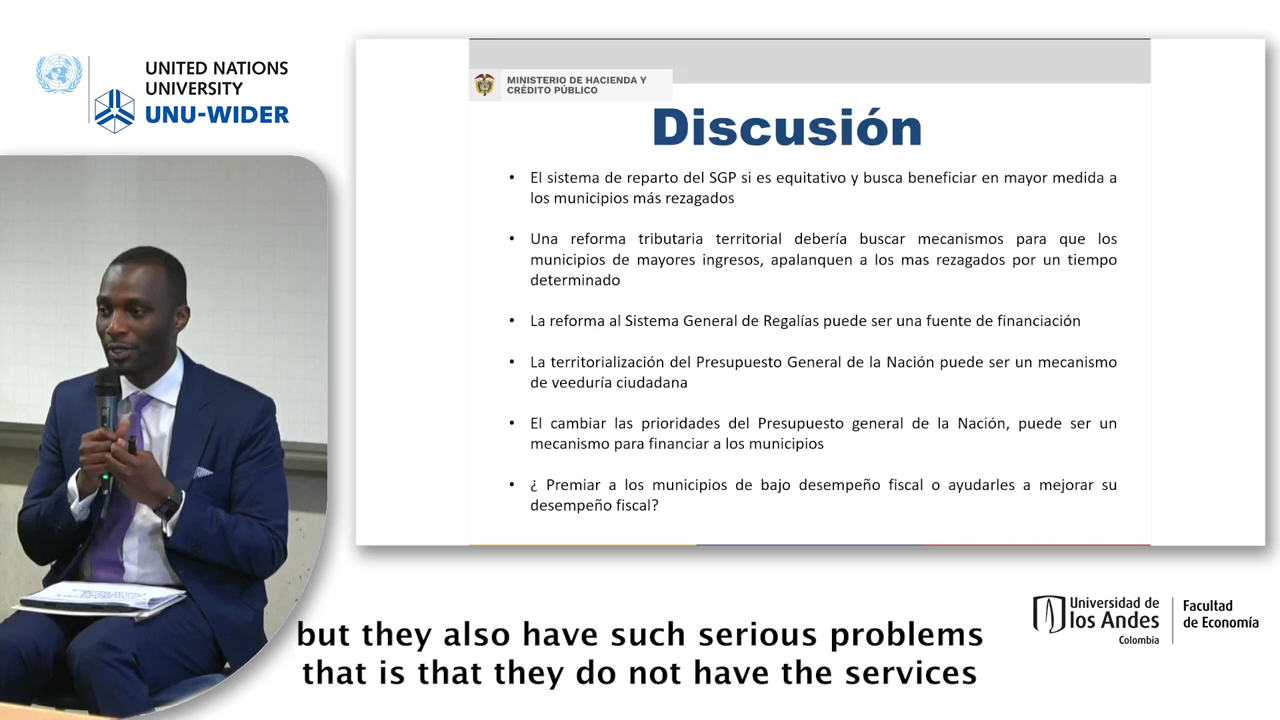 UNITED NATIONS
UNIVERSITY
UNU-WIDER
MINISTERIO DE HACIENDA Y
CRÉDITO PÚBLICO
Discusión
• El sistema de reparto del SGP si es equitativo y busca beneficiar en mayor medida a
los municipios más rezagados
• Una reforma tributaria territorial debería buscar mecanismos para que los
municipios de mayores ingresos, apalanquen a los mas rezagados por un tiempo
determinado
• La reforma al Sistema General de Regalías puede ser una fuente de financiación
• La territorialización del Presupuesto General de la Nación puede ser un mecanismo
de veeduría ciudadana
• El cambiar las prioridades del Presupuesto general de la Nación, puede ser un
mecanismo para financiar a los municipios
• ¿ Premiar a los municipios de bajo desempeño fiscal o ayudarles a mejorar su
desempeño fiscal?
but they also have such serious problems
that is that they do not have the services
Universidad de
los Andes
Colombia
Facultad
de Economía